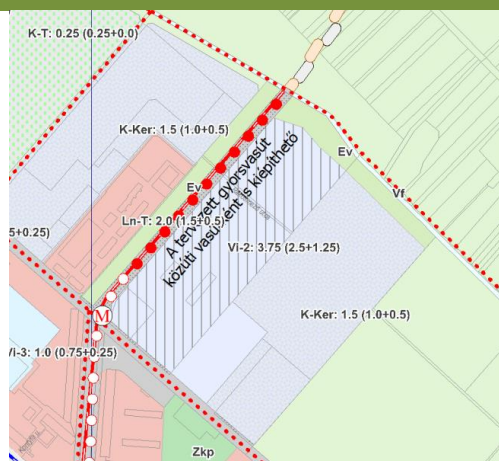 K-T: 0.25 (0.25+0.0)
K-Ker: 1.5 (1.0+0.5)
Ev
Ev
Vf
Ln-T: 2.0 (1.5+0.5)
A tervezett gyorsvasút
közúti vasútként is kiépíthető
5+0.25)
Vi-2: 3.75 (2.5+1.25)
K-Ker: 1.5 (1.0+0.5)
M
Vi-3: 1.0 (0.75+0.25)
Zkp